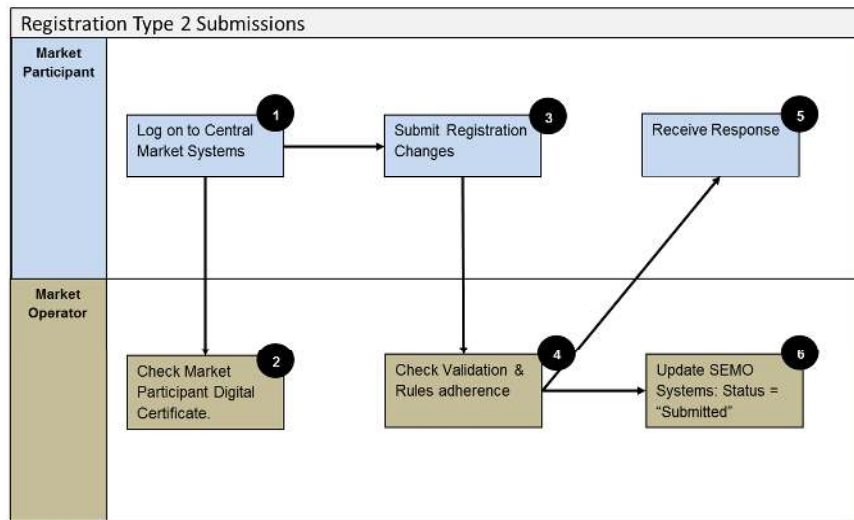 Registration Type 2 Submissions
Market
Participant
1
Log on to Central
Market Systems
3
Submit Registration
Changes
5
Receive Response
Market
Operator
2
Check Market
Participant Digital
Certificate.
4
Check Validation &
Rules adherence
6
Update SEMO
Systems: Status =
“Submitted”